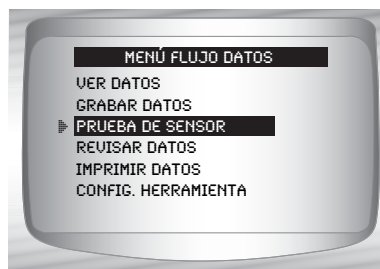 MENÚ FLUJO DATOS
VER DATOS
GRABAR DATOS
PRUEBA DE SENSOR
REVISAR DATOS
IMPRIMIR DATOS
CONFIG. HERRAMIENTA